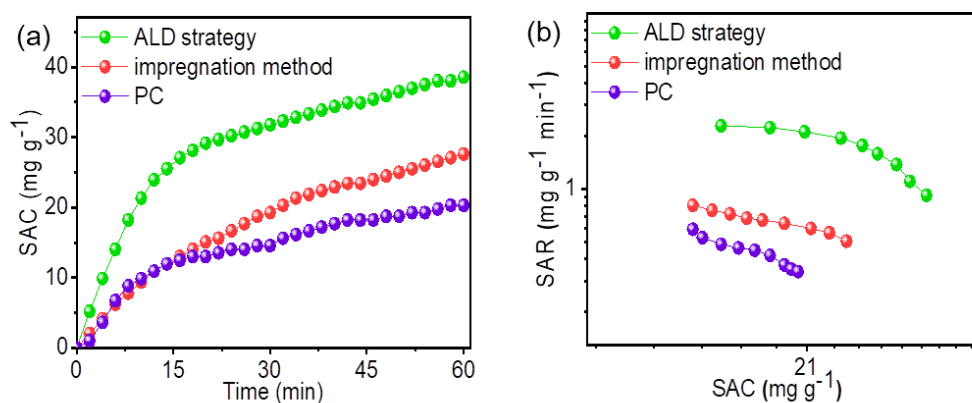 (a)
ALD strategy
impregnation method
PC
SAC (mg g⁻¹)
40
30
20
10
0
0 15 30 45 60
Time (min)
(b)
ALD strategy
impregnation method
PC
SAR (mg g⁻¹ min⁻¹)
1
21
SAC (mg g⁻¹)